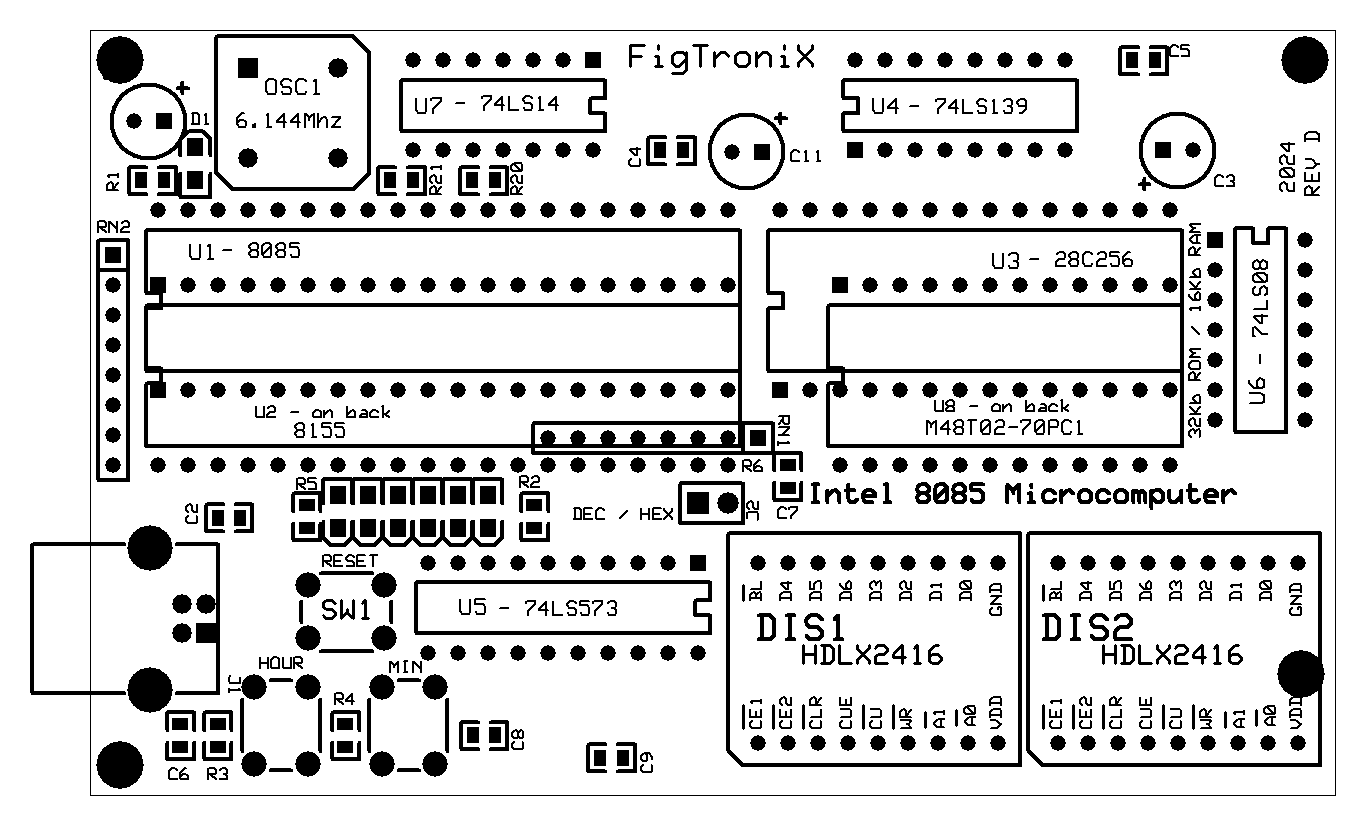 FigTroniX
C5
OSC1
6.144Mhz
U7 - 74LS14
U4 - 74LS139
+
D1
+
C4
C11
C3
+
2024
REV D
R1
R21
R20
RN2
U1 - 8085
U3 - 28C256
32Kb ROM / 16Kb RAM
U6 - 74LS08
U2 - on back
8155
U8 - on back
M48T02-70PC1
RN1
R6
R5
R2
C2
DEC / HEX
J2
C7
Intel 8085 Microcomputer
RESET
SW1
U5 - 74LS573
BL D4 D5 D6 D3 D2 D1 D0 GND
DIS1
HDLX2416
CE1 CE2 CLR CUE CU WR A1 A0 VDD
BL D4 D5 D6 D3 D2 D1 D0 GND
DIS2
HDLX2416
CE1 CE2 CLR CUE CU WR A1 A0 VDD
J1
HOUR
MIN
R4
C6
R3
C8
C9